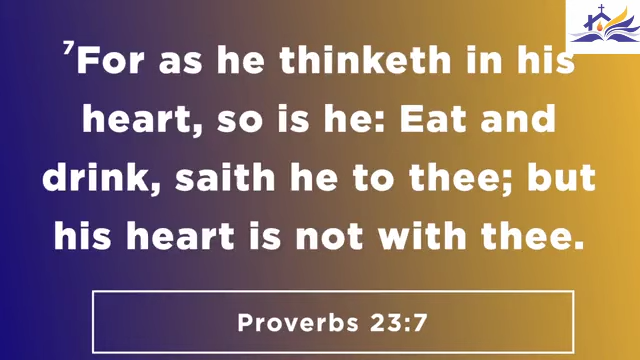 ⁷For as he thinketh in his
heart, so is he: Eat and
drink, saith he to thee; but
his heart is not with thee.
Proverbs 23:7